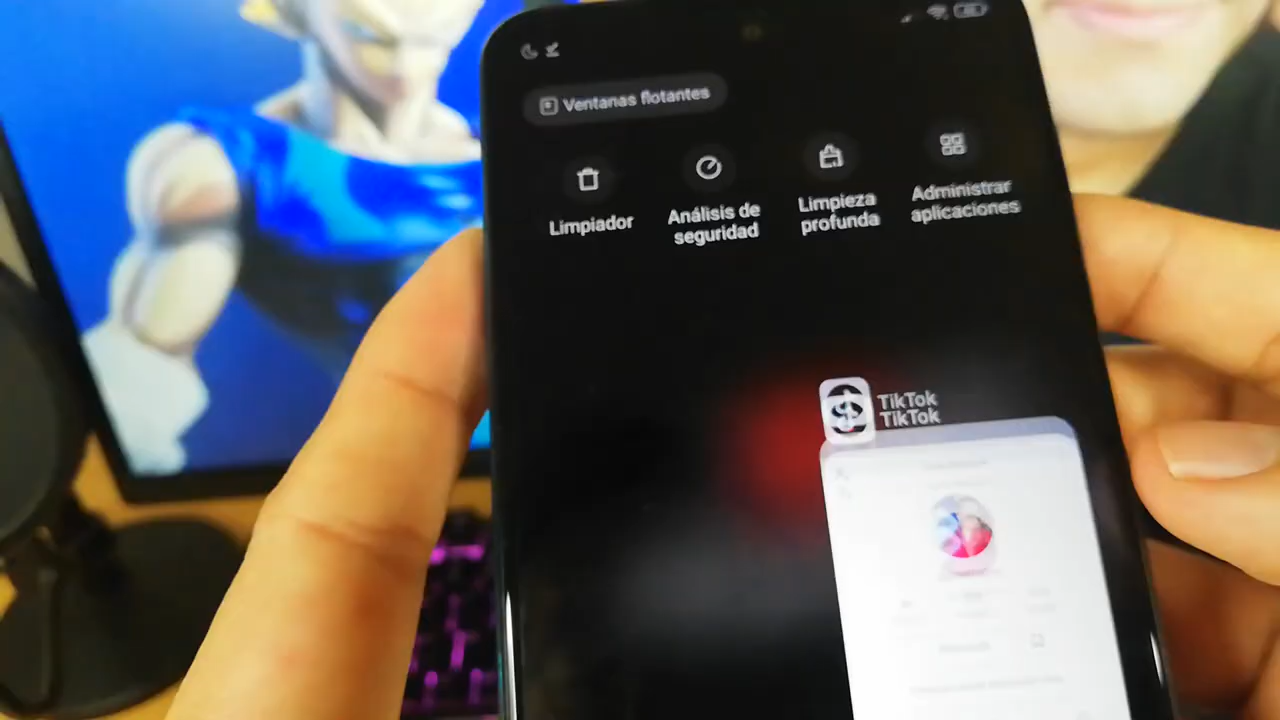 Ventanas flotantes
Limpiador
Análisis de
seguridad
Limpieza
profunda
Administrar
aplicaciones
TikTok
TikTok